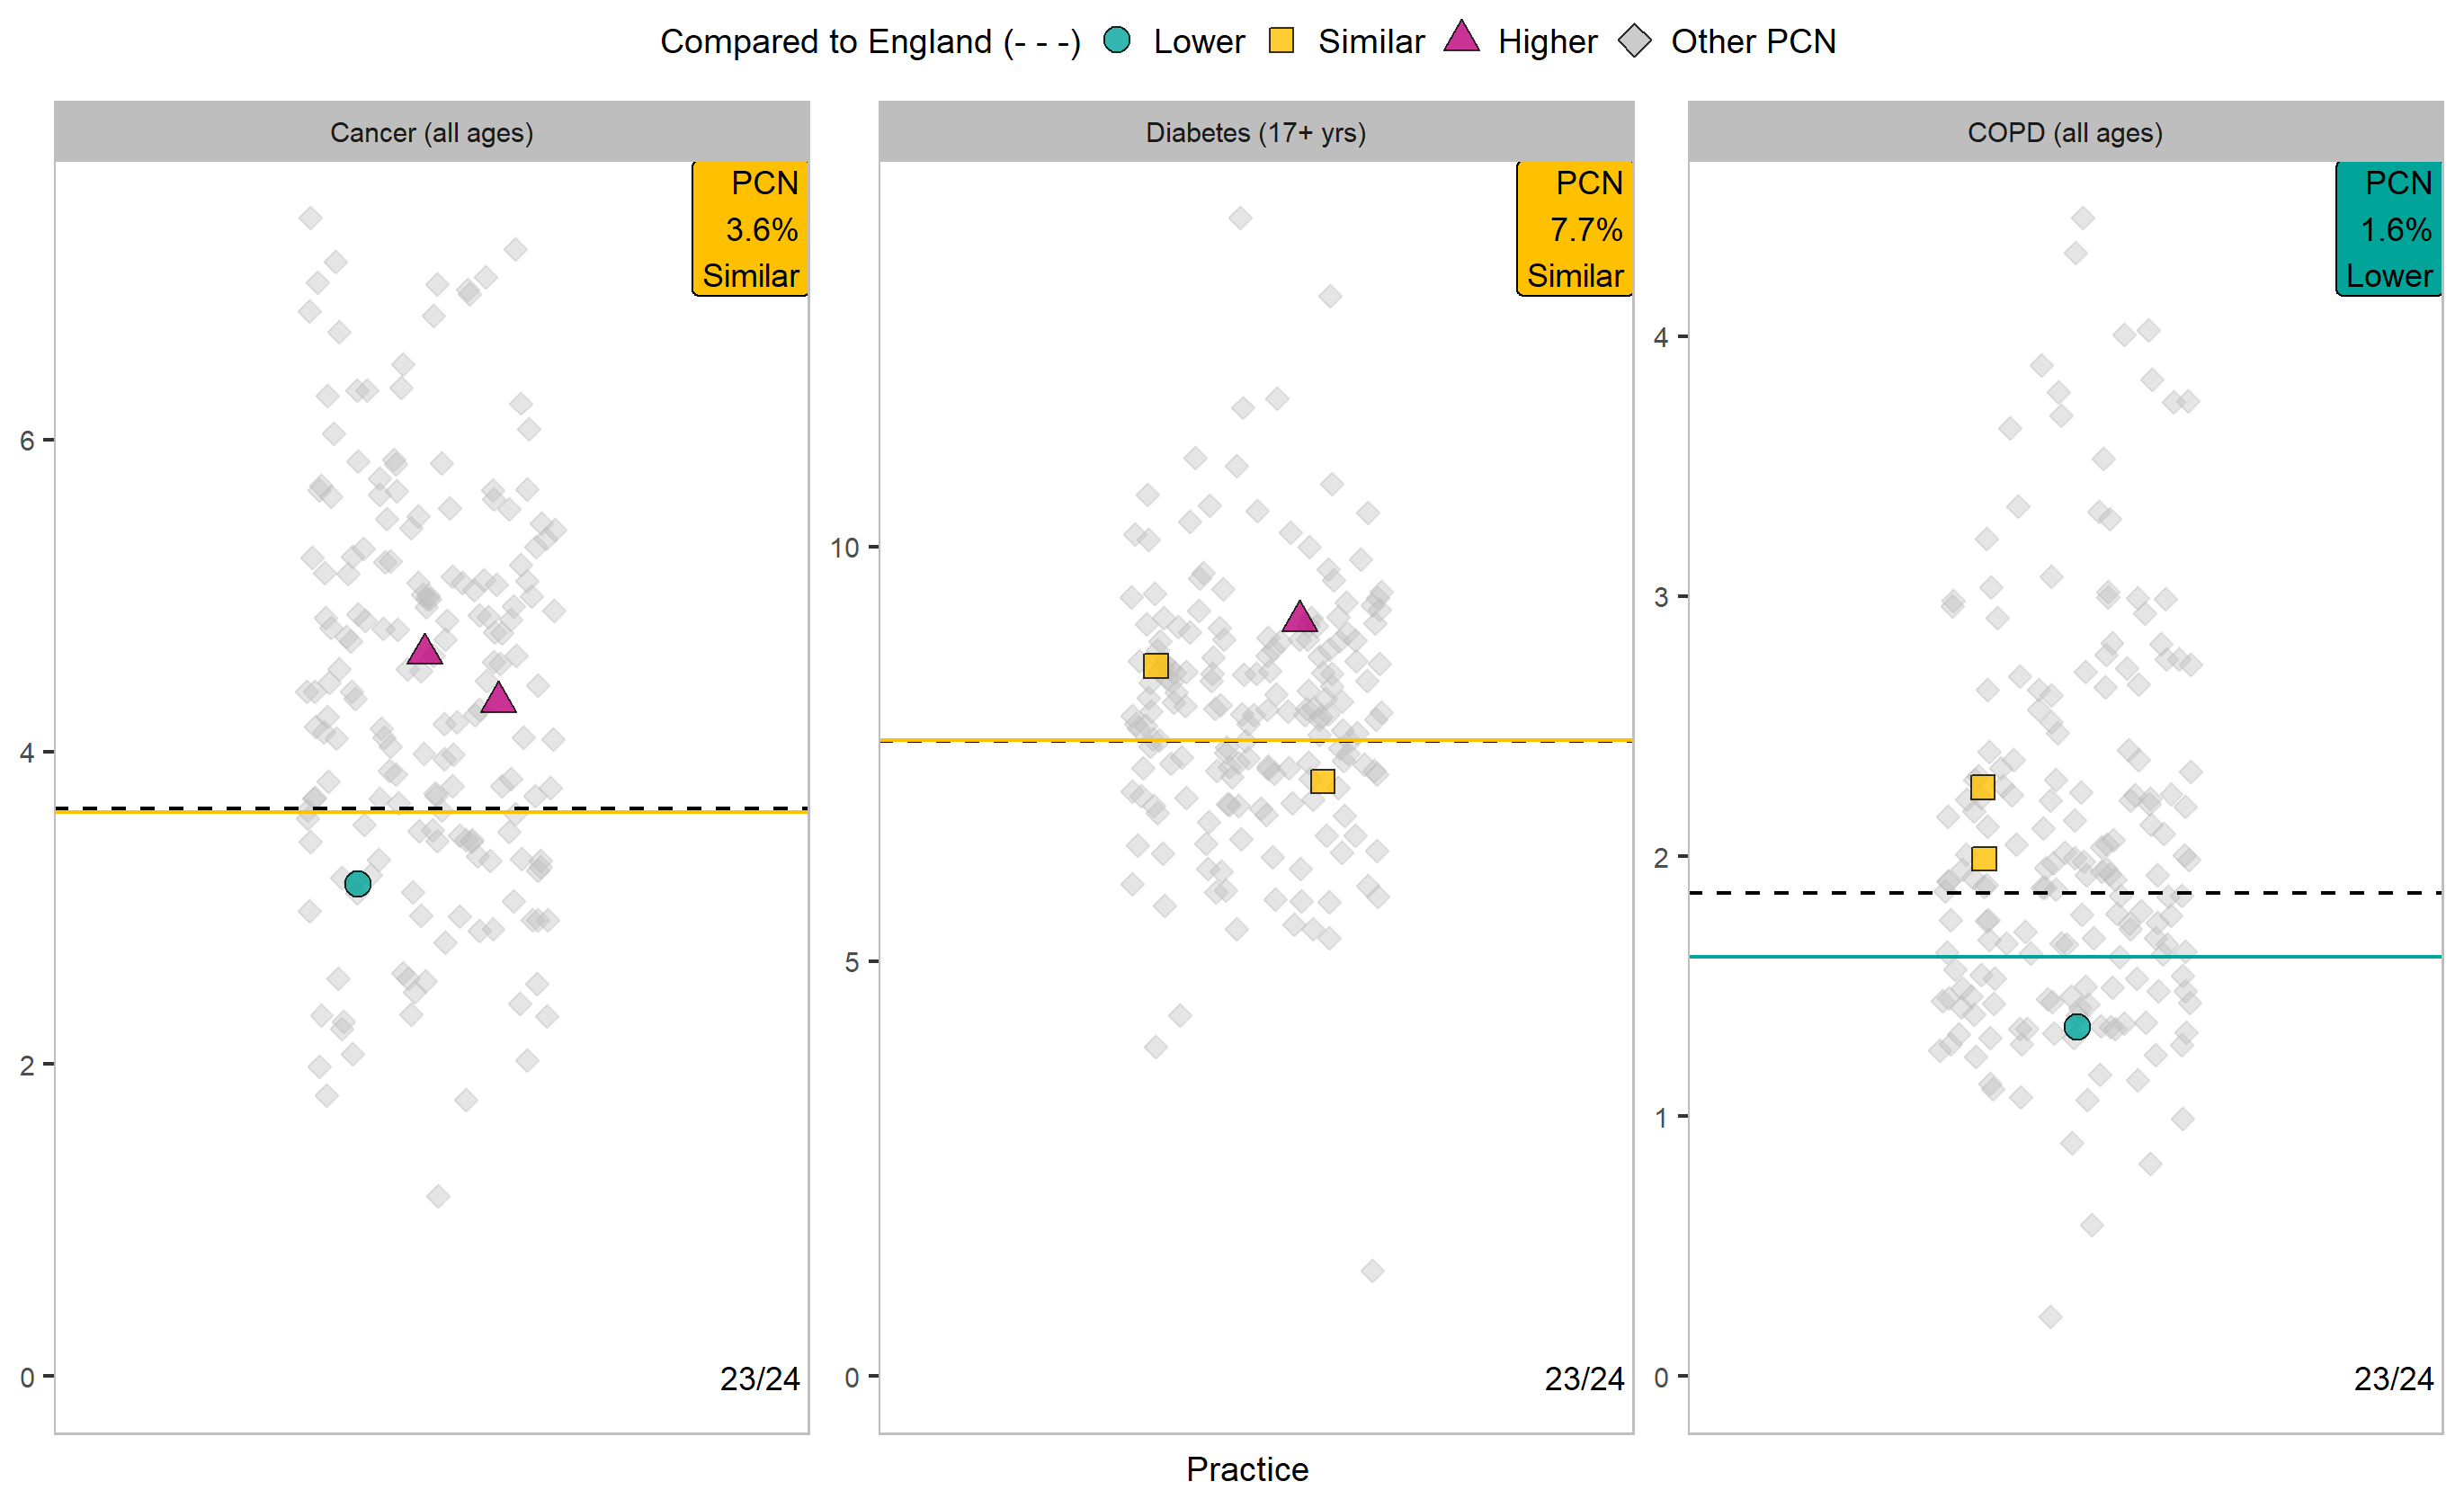 Compared to England (- - -) Lower Similar Higher Other PCN
Cancer (all ages)
PCN
3.6%
Similar
6
4
2
0
23/24
Diabetes (17+ yrs)
PCN
7.7%
Similar
10
5
0
23/24
COPD (all ages)
PCN
1.6%
Lower
4
3
2
1
0
23/24
Practice